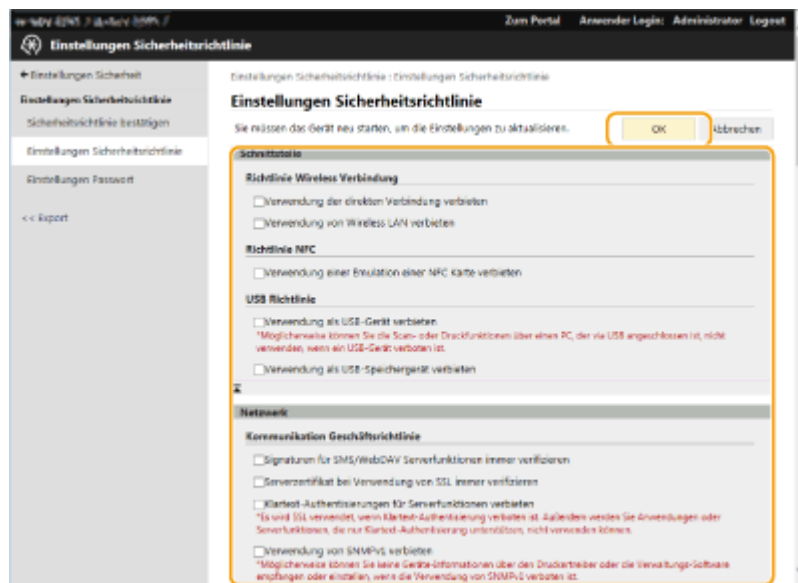 Zum Portal Anwender Login: Administrator Logout
Einstellungen Sicherheitsrichtlinie
Einstellungen Sicherheit
Einstellungen Sicherheitsrichtlinie : Einstellungen Sicherheitsrichtlinie
Einstellungen Sicherheitsrichtlinie
Einstellungen Sicherheitsrichtlinie
Sicherheitsrichtlinie bestätigen
Sie müssen das Gerät neu starten, um die Einstellungen zu aktualisieren.
OK
Abbrechen
Einstellungen Sicherheitsrichtlinie
Einstellungen Passwort
<< Export
Schnittstelle
Richtlinie Wireless Verbindung
Verwendung der direkten Verbindung verbieten
Verwendung von Wireless LAN verbieten
Richtlinie NFC
Verwendung einer Emulation einer NFC Karte verbieten
USB Richtlinie
Verwendung als USB-Gerät verbieten
*Möglicherweise können Sie die Scan- oder Druckfunktionen über einen PC, der via USB angeschlossen ist, nicht
verwenden, wenn ein USB-Gerät verboten ist.
Verwendung als USB-Speichergerät verbieten
Netzwerk
Kommunikation Geschäftsrichtlinie
Signaturen für SMS/WebDAV Serverfunktionen immer verifizieren
Serverzertifikat bei Verwendung von SSL immer verifizieren
Klartext-Authentisierungen für Serverfunktionen verbieten
*Es wird SSL verwendet, wenn Klartext-Authentisierung verboten ist. Außerdem werden Sie Anwendungen oder
Serverfunktionen, die nur Klartext-Authentisierung unterstützen, nicht verwenden können.
Verwendung von SNMPv1 verbieten
*Möglicherweise können Sie keine Geräte-Informationen über den Druckertreiber oder die Verwaltungs-Software
empfangen oder einstellen, wenn die Verwendung von SNMPv1 verboten ist.